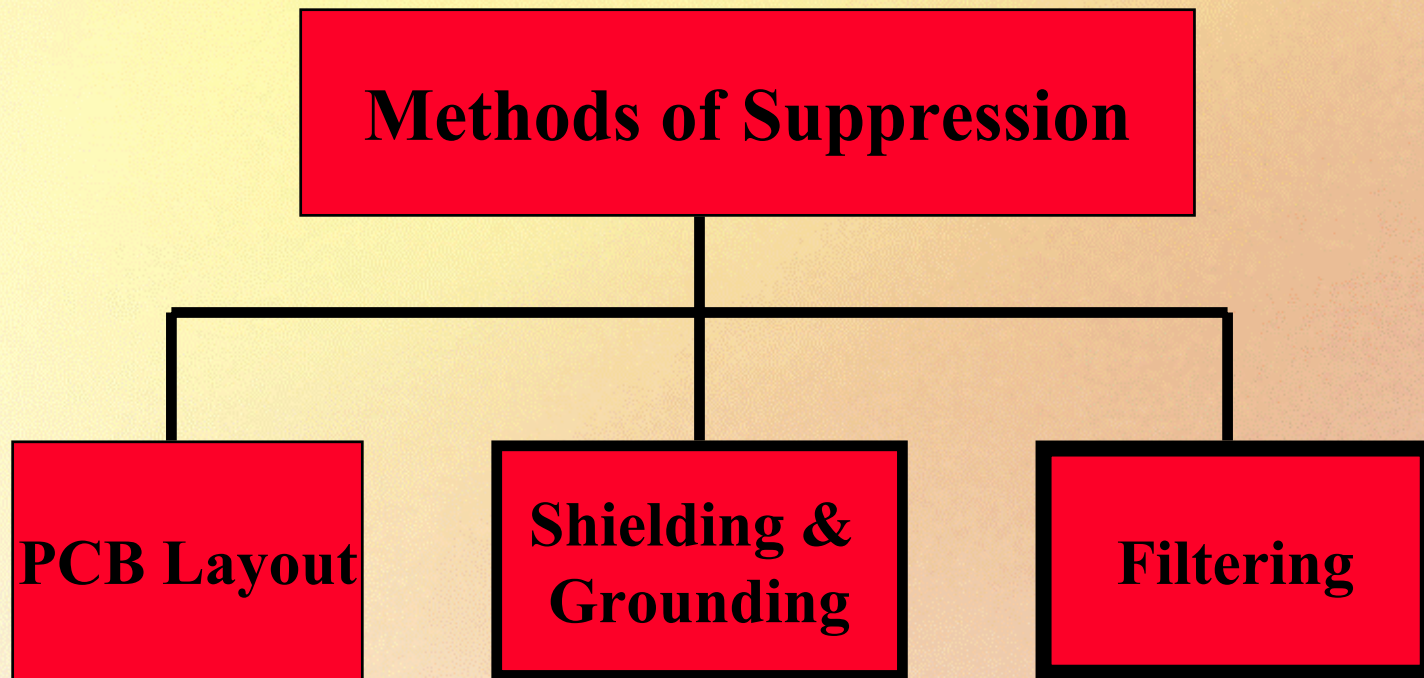 Methods of Suppression
PCB Layout
Shielding &
Grounding
Filtering